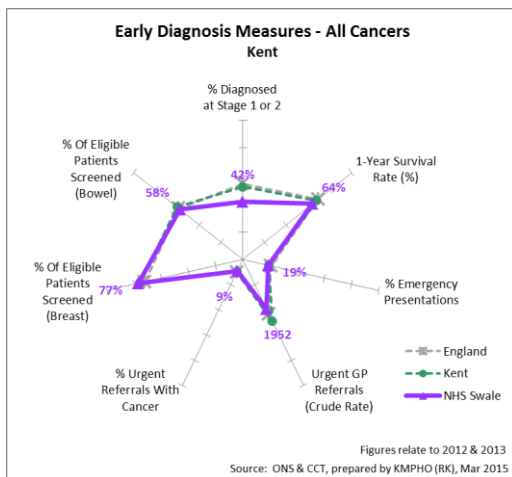 Early Diagnosis Measures - All Cancers
Kent
% Diagnosed
at Stage 1 or 2
% Of Eligible
Patients
Screened
(Bowel)
1-Year Survival
Rate (%)
42%
58%
64%
% Of Eligible
Patients
Screened
(Breast)
77%
19%
% Emergency
Presentations
9%
1952
% Urgent
Referrals With
Cancer
Urgent GP
Referrals
(Crude Rate)
England
Kent
NHS Swale
Figures relate to 2012 & 2013
Source: ONS & CCT, prepared by KMPHO (RK), Mar 2015